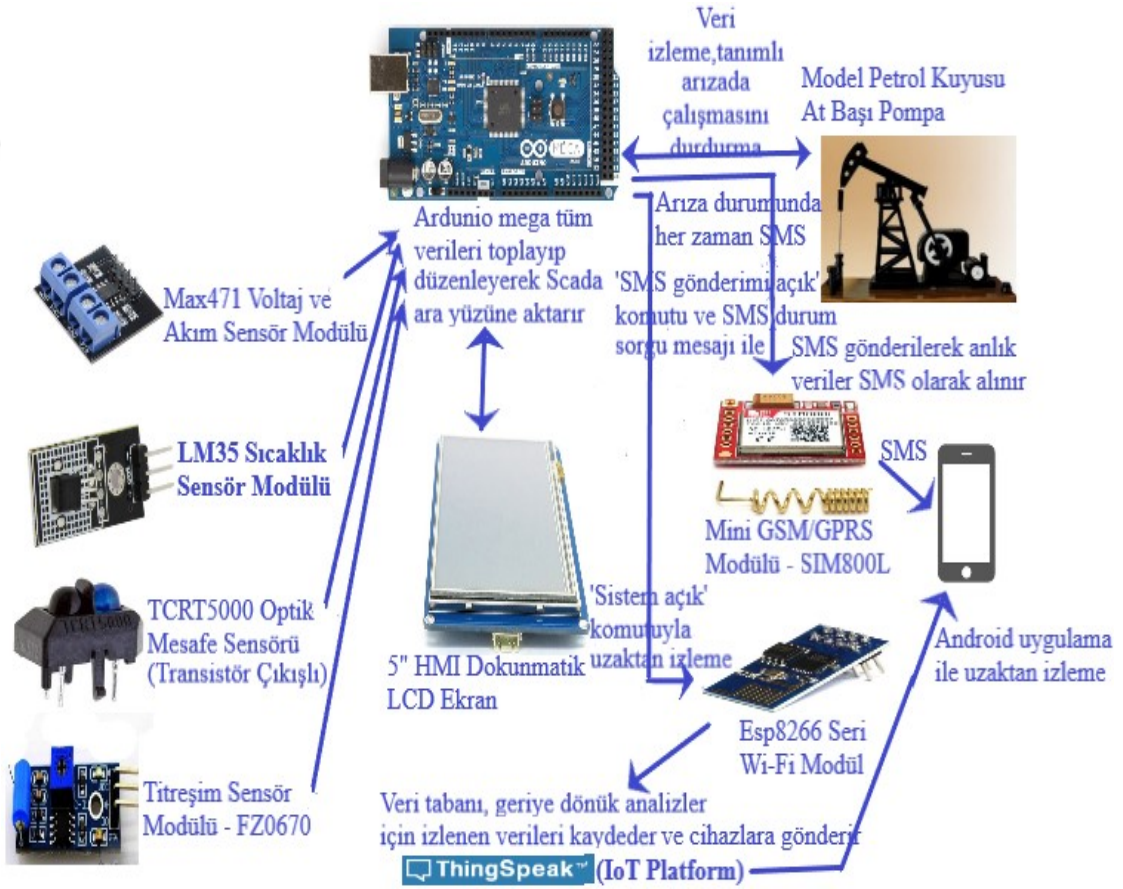 Veri
izleme,tanımlı
arızada
çalışmasını
durdurma
Model Petrol Kuyusu
At Başı Pompa
Ardunio mega tüm
verileri toplayıp
düzenleyerek Scada
ara yüzüne aktarır
Arıza durumunda
her zaman SMS
'SMS gönderimi açık'
komutu ve SMS durum
sorgu mesajı ile
Max471 Voltaj ve
Akım Sensör Modülü
SMS gönderilerek anlık
veriler SMS olarak alınır
LM35 Sıcaklık
Sensör Modülü
SMS
Mini GSM/GPRS
Modülü - SIM800L
TCRT5000
TCRT5000 Optik
Mesafe Sensörü
(Transistör Çıkışlı)
'Sistem açık'
komutuyla
uzaktan izleme
Android uygulama
ile uzaktan izleme
5" HMI Dokunmatik
LCD Ekran
Esp8266 Seri
Wi-Fi Modül
Titreşim Sensör
Modülü - FZ0670
Veri tabanı, geriye dönük analizler
için izlenen verileri kaydeder ve cihazlara gönderir
ThingSpeak™ (IoT Platform)